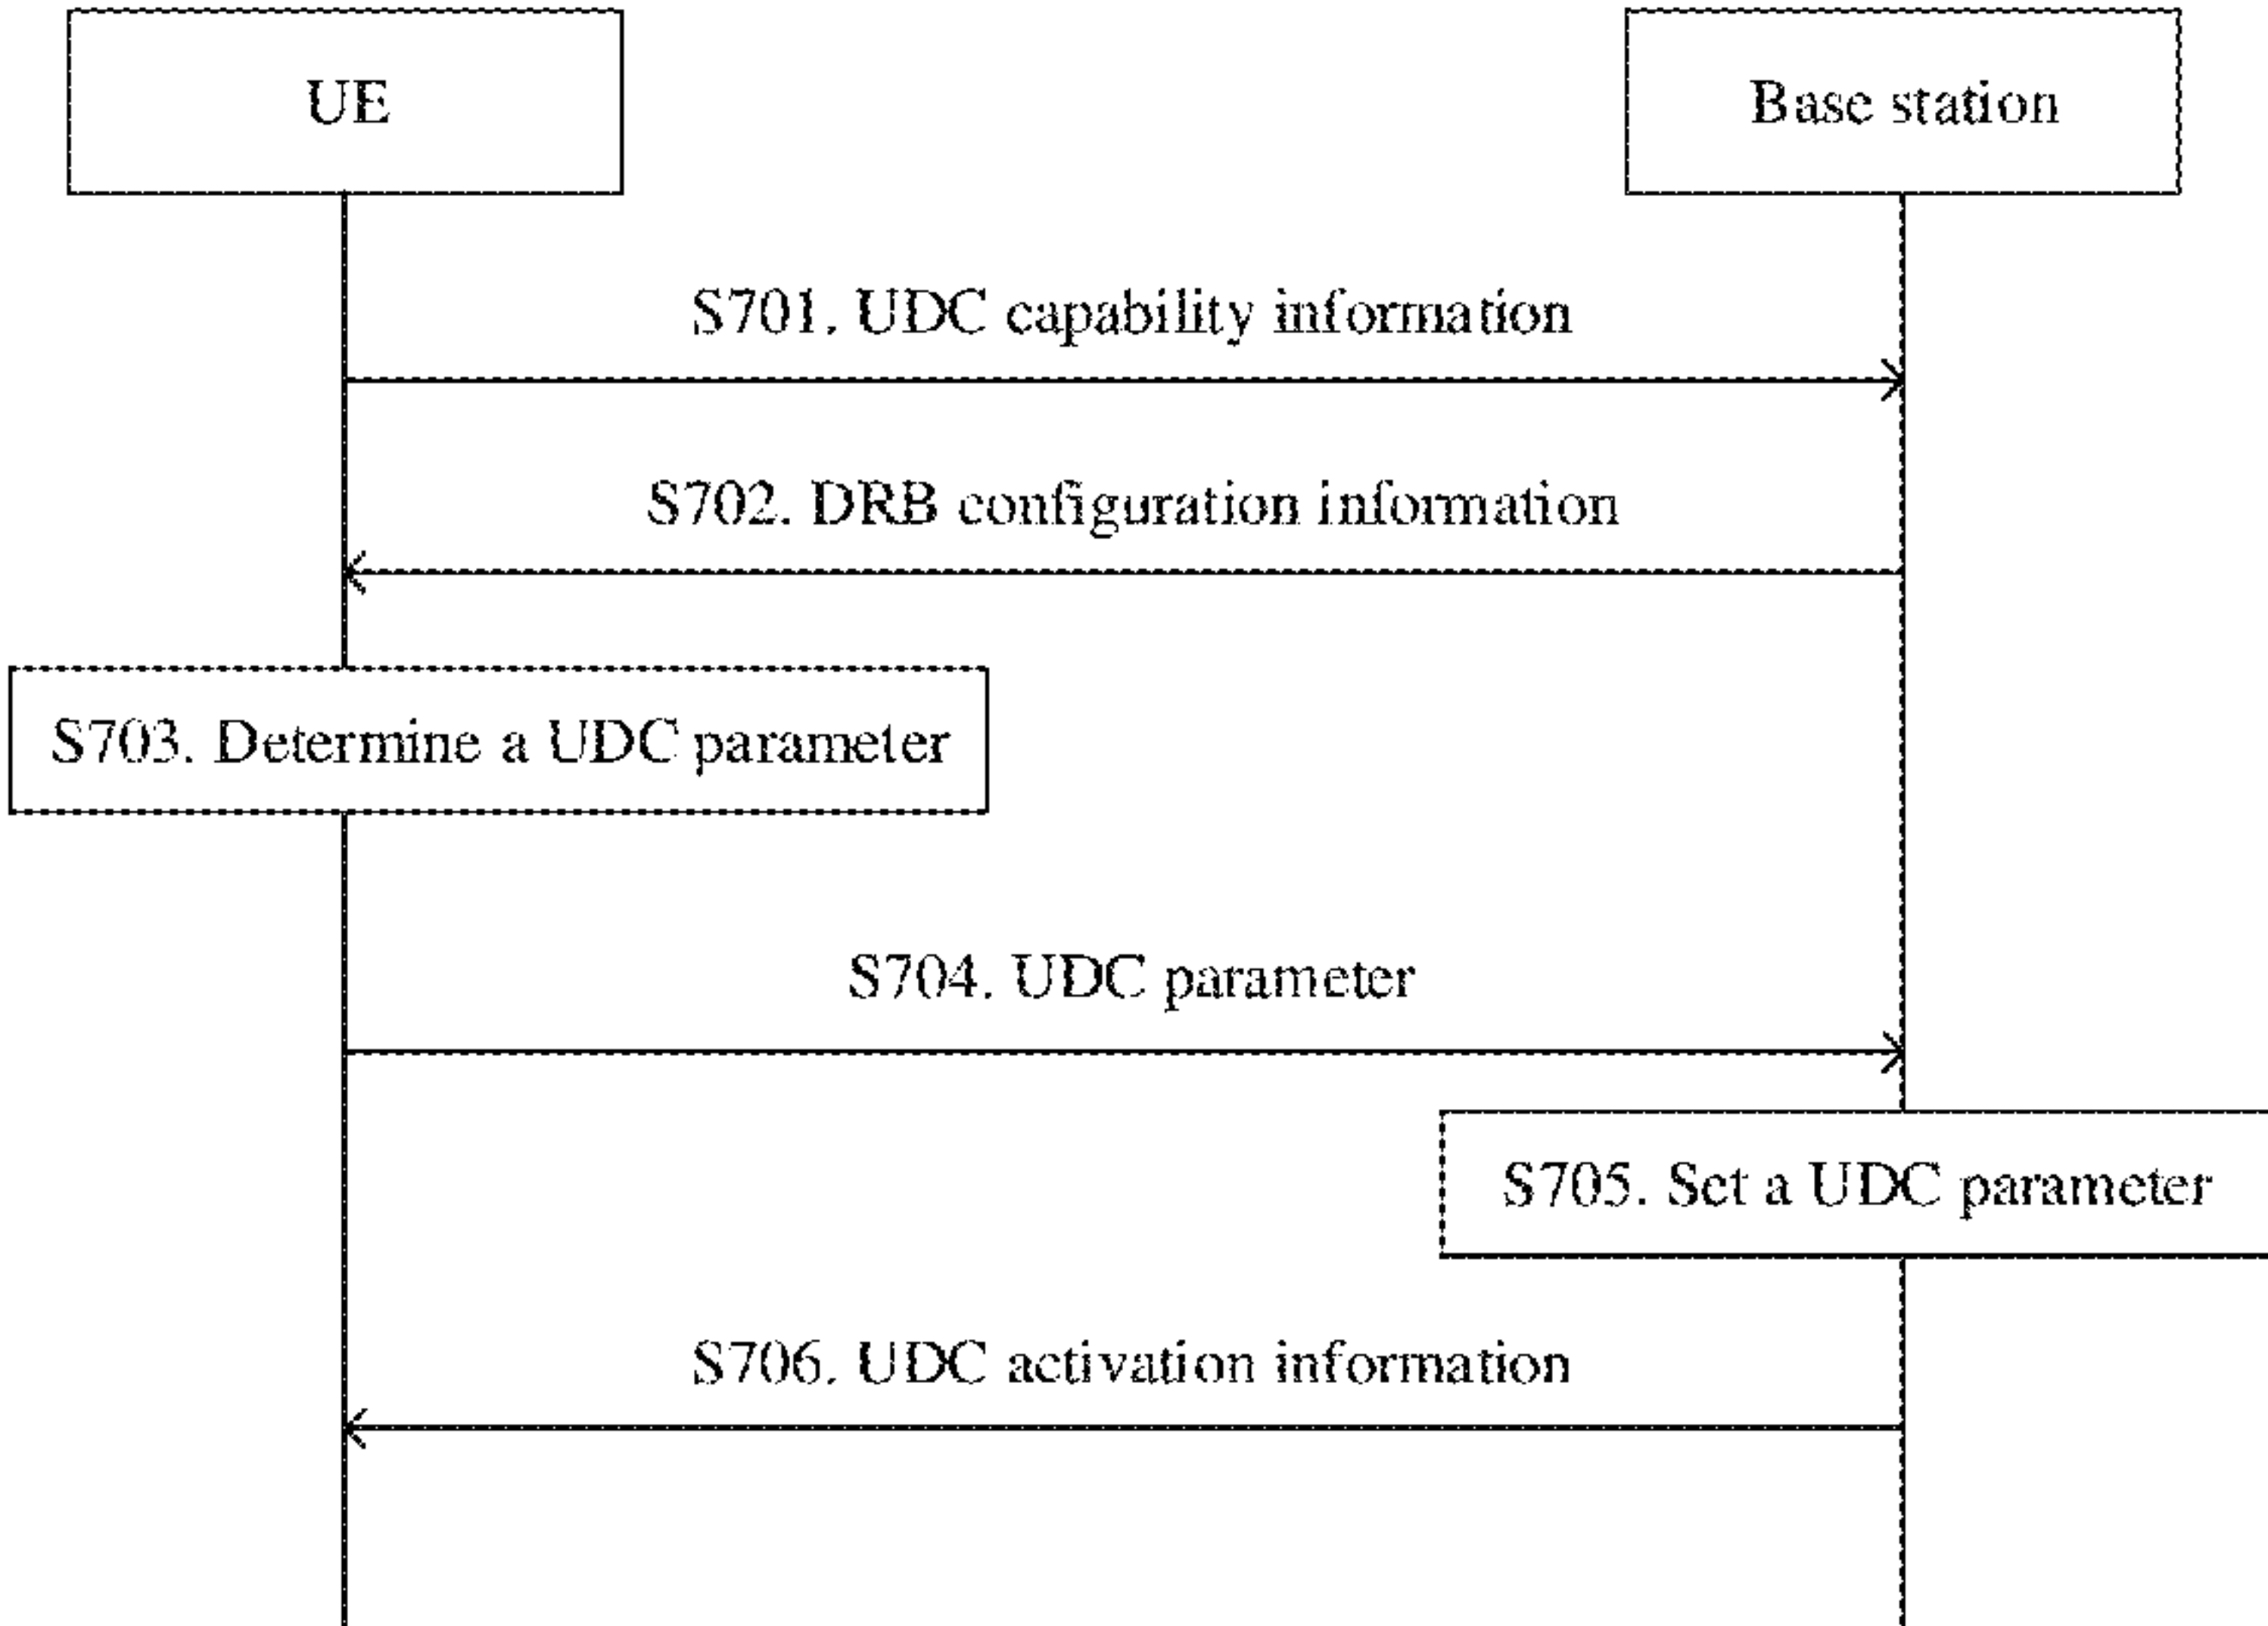 UE
Base station
S701. UDC capability information
S702. DRB configuration information
S703. Determine a UDC parameter
S704. UDC parameter
S705. Set a UDC parameter
S706. UDC activation information